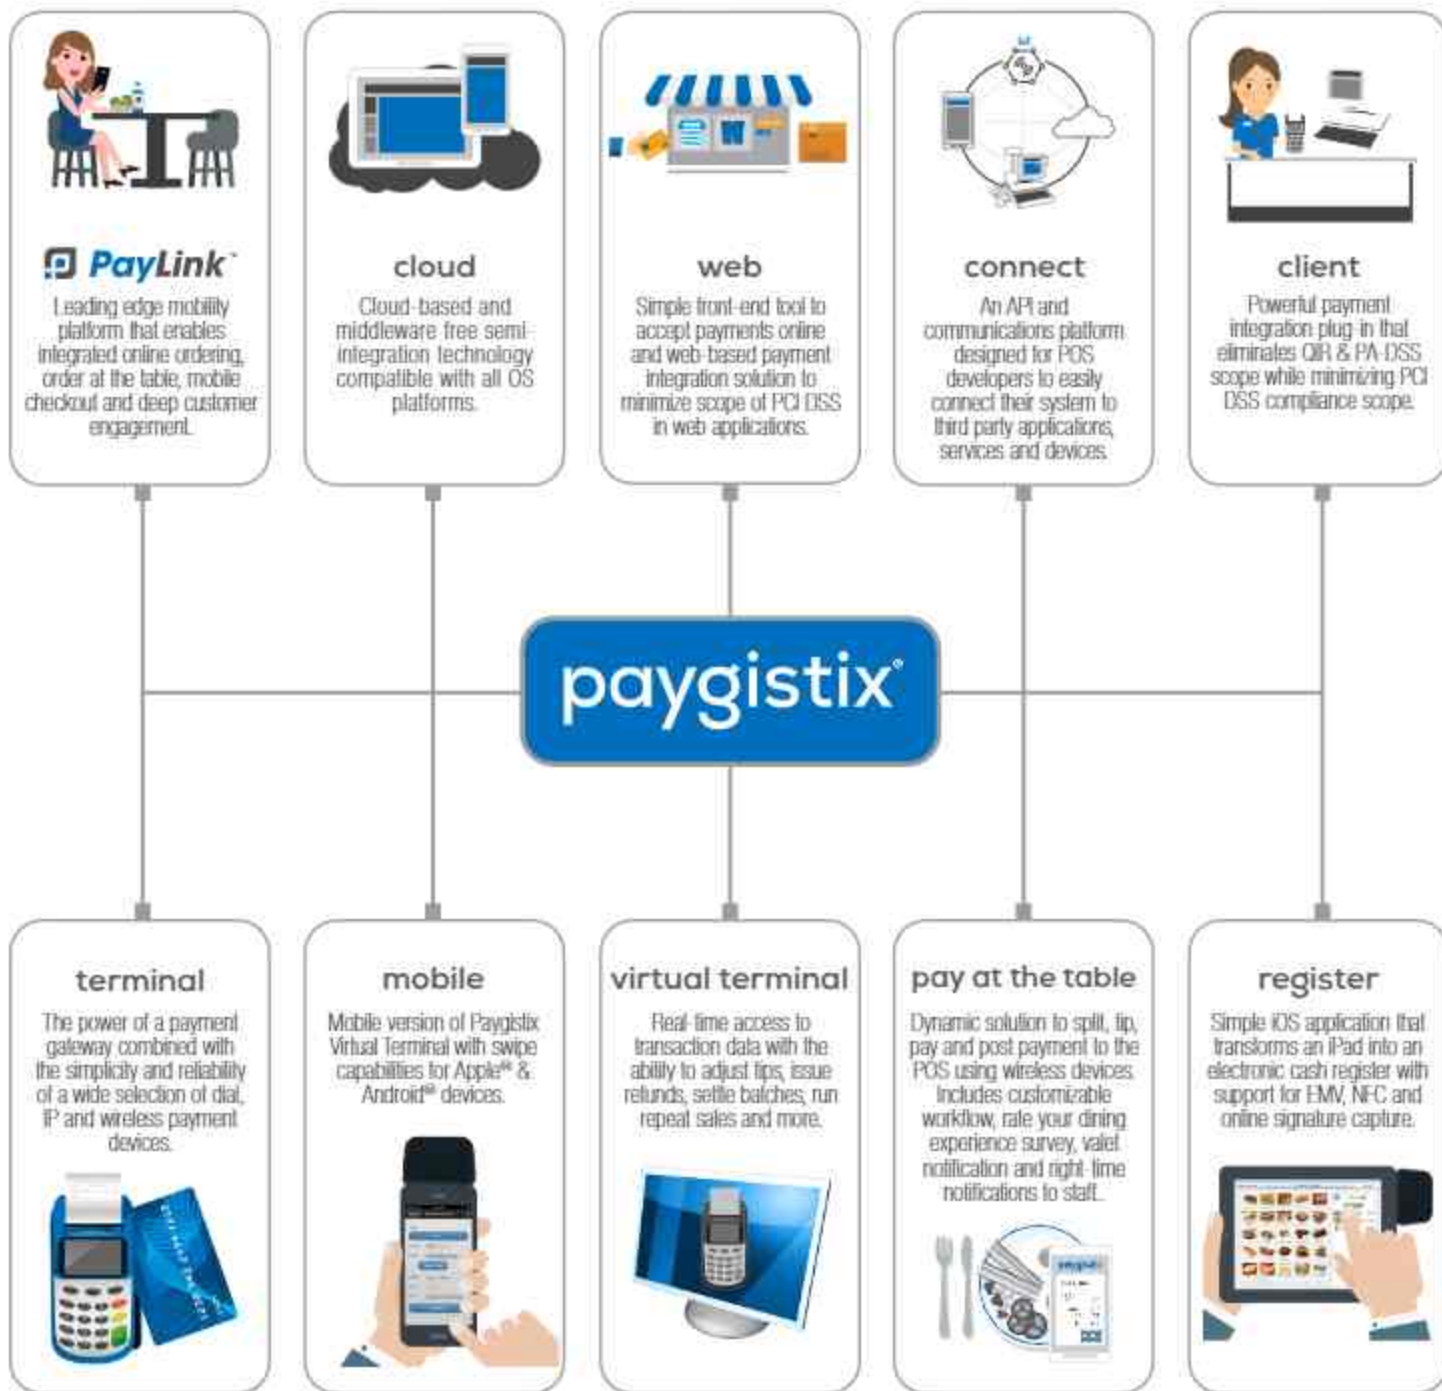 PayLink™
Leading edge mobility
platform that enables
integrated online ordering,
order at the table, mobile
checkout and deep customer
engagement.
cloud
Cloud-based and
middleware free semi-
integration technology
compatible with all OS
platforms.
web
Simple front-end tool to
accept payments online
and web-based payment
integration solution to
minimize scope of PCI DSS
in web applications.
connect
An API and
communications platform
designed for POS
developers to easily
connect their system to
third party applications,
services and devices.
client
Powerful payment
integration plug-in that
eliminates QIR & PA-DSS
scope while minimizing PCI
DSS compliance scope.
paygistix®
terminal
The power of a payment
gateway combined with
the simplicity and reliability
of a wide selection of dial,
IP and wireless payment
devices.
mobile
Mobile version of Paygistix
Virtual Terminal with swipe
capabilities for Apple® &
Android® devices.
virtual terminal
Real-time access to
transaction data with the
ability to adjust tips, issue
refunds, settle batches, run
repeat sales and more.
pay at the table
Dynamic solution to split, tip,
pay and post payment to the
POS using wireless devices.
Includes customizable
workflow, rate your dining
experience survey, valet
notification and right-time
notifications to staff.
paygistix
register
Simple iOS application that
transforms an iPad into an
electronic cash register with
support for EMV, NFC and
online signature capture.